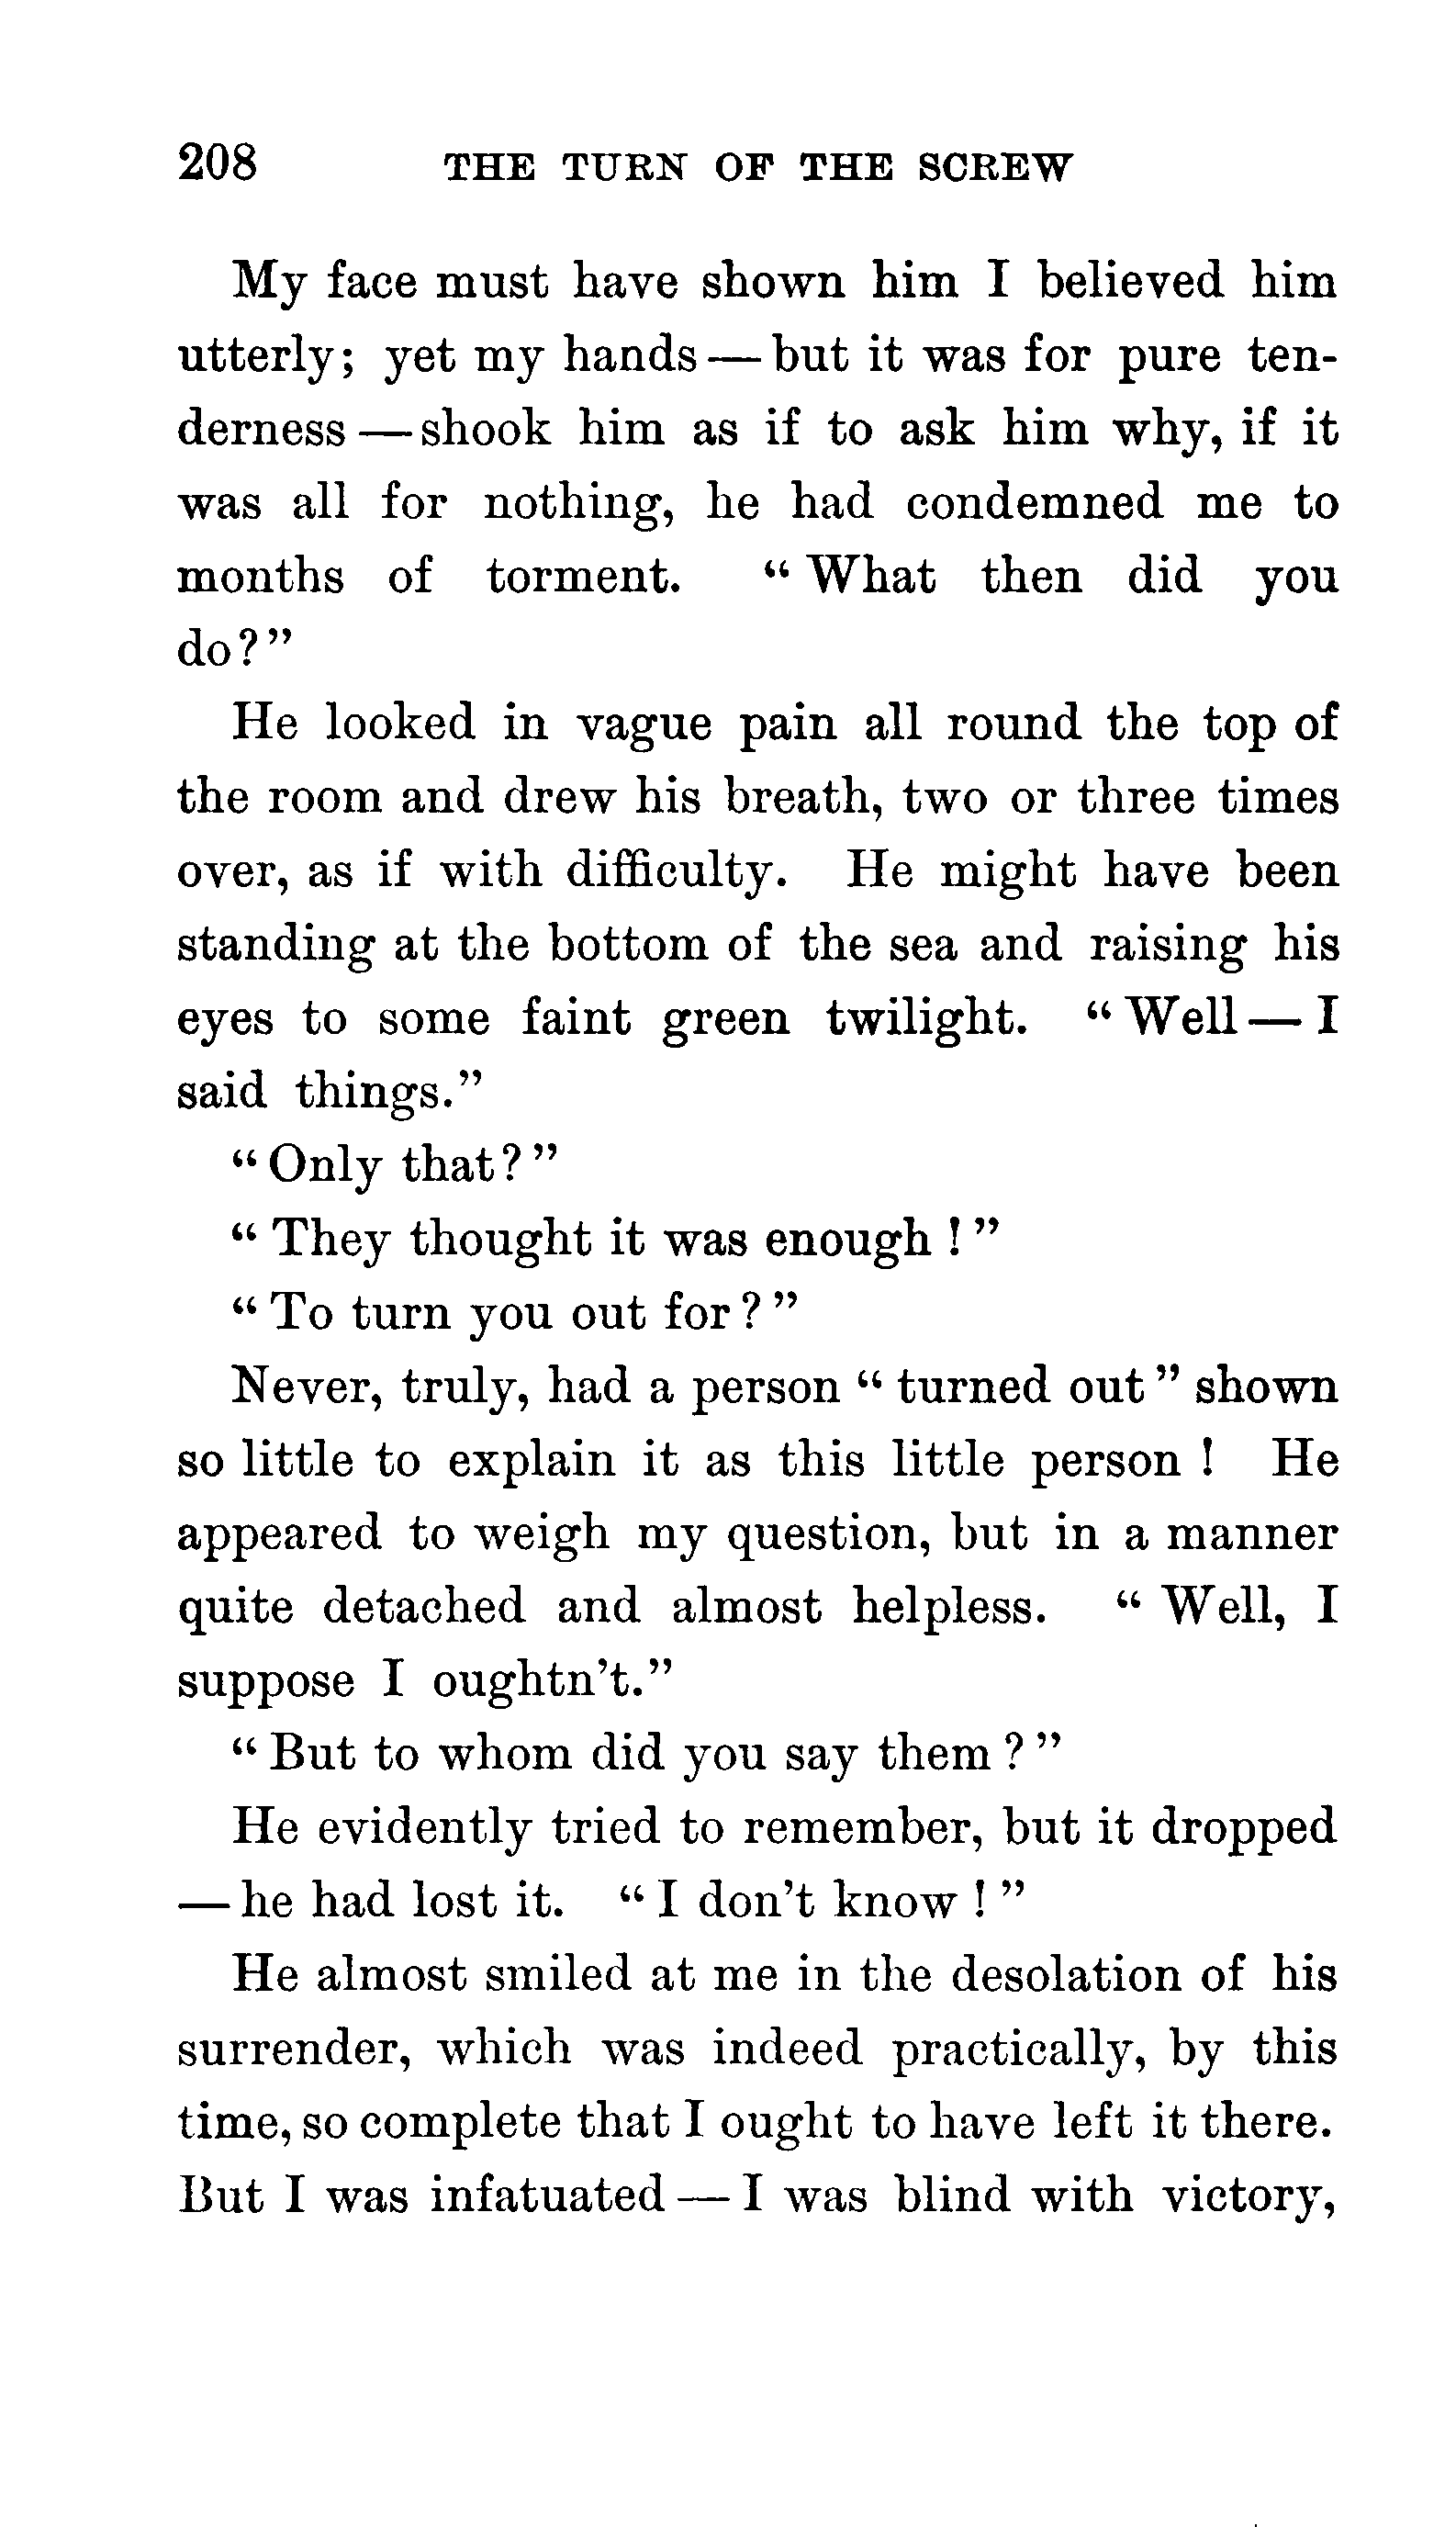 208 THE TURN OF THE SCREW
My face must have shown him I believed him
utterly; yet my hands — but it was for pure ten-
derness — shook him as if to ask him why, if it
was all for nothing, he had condemned me to
months of torment. “What then did you
do?”
He looked in vague pain all round the top of
the room and drew his breath, two or three times
over, as if with difficulty. He might have been
standing at the bottom of the sea and raising his
eyes to some faint green twilight. “Well — I
said things.”
“Only that?”
“They thought it was enough!”
“To turn you out for?”
Never, truly, had a person “turned out” shown
so little to explain it as this little person! He
appeared to weigh my question, but in a manner
quite detached and almost helpless. “Well, I
suppose I oughtn’t.”
“But to whom did you say them?”
He evidently tried to remember, but it dropped
— he had lost it. “I don’t know!”
He almost smiled at me in the desolation of his
surrender, which was indeed practically, by this
time, so complete that I ought to have left it there.
But I was infatuated — I was blind with victory,